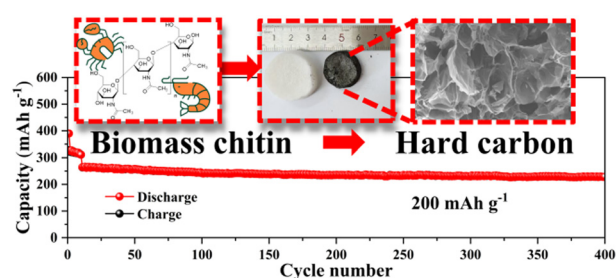 1 2 3 4 5 6 7
Biomass chitin
Hard carbon
Capacity (mAh g⁻¹)
600
500
400
300
200
100
0
Discharge
Charge
200 mAh g⁻¹
0 50 100 150 200 250 300 350 400
Cycle number